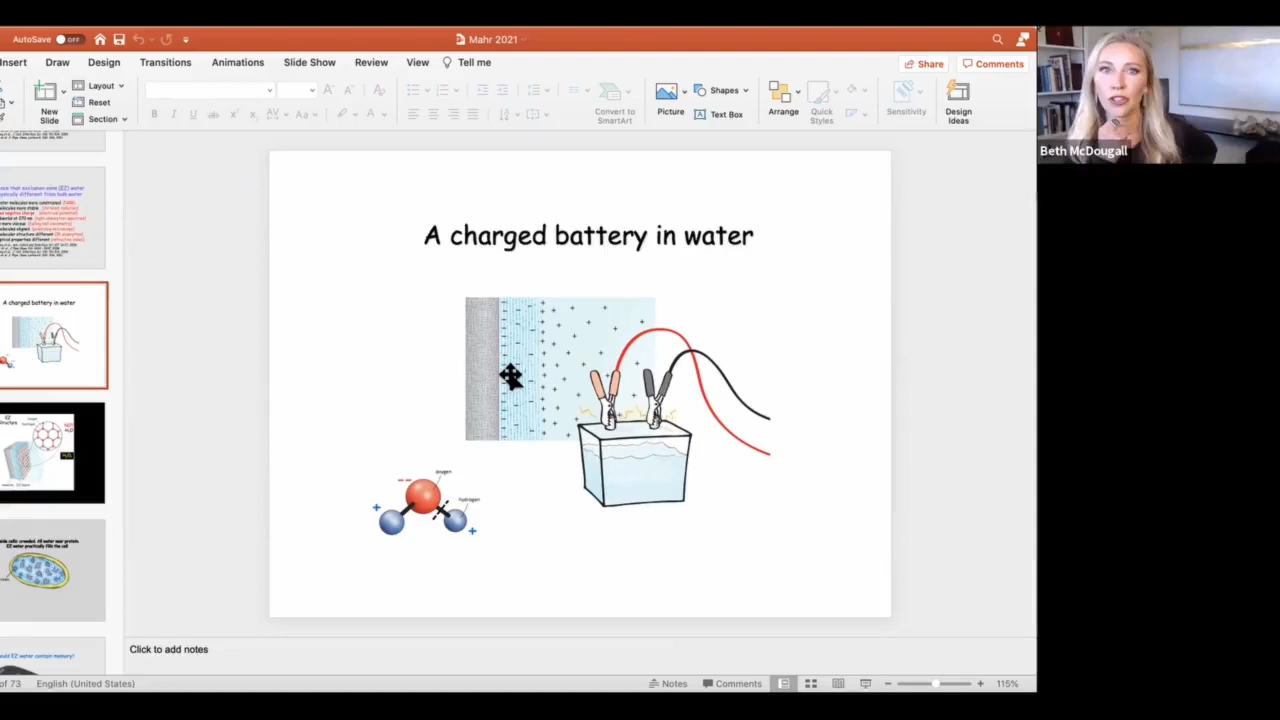 AutoSave OFF
Mahr 2021
Insert Draw Design Transitions Animations Slide Show Review View Tell me
Share Comments
New Slide
Layout
Reset
Section
Convert to SmartArt
Picture
Shapes
Text Box
Arrange
Quick Styles
Sensitivity
Design Ideas
Beth McDougall
A charged battery in water
oxygen
hydrogen
A charged battery in water
EZ
Click to add notes
of 73 English (United States)
Notes Comments 115%